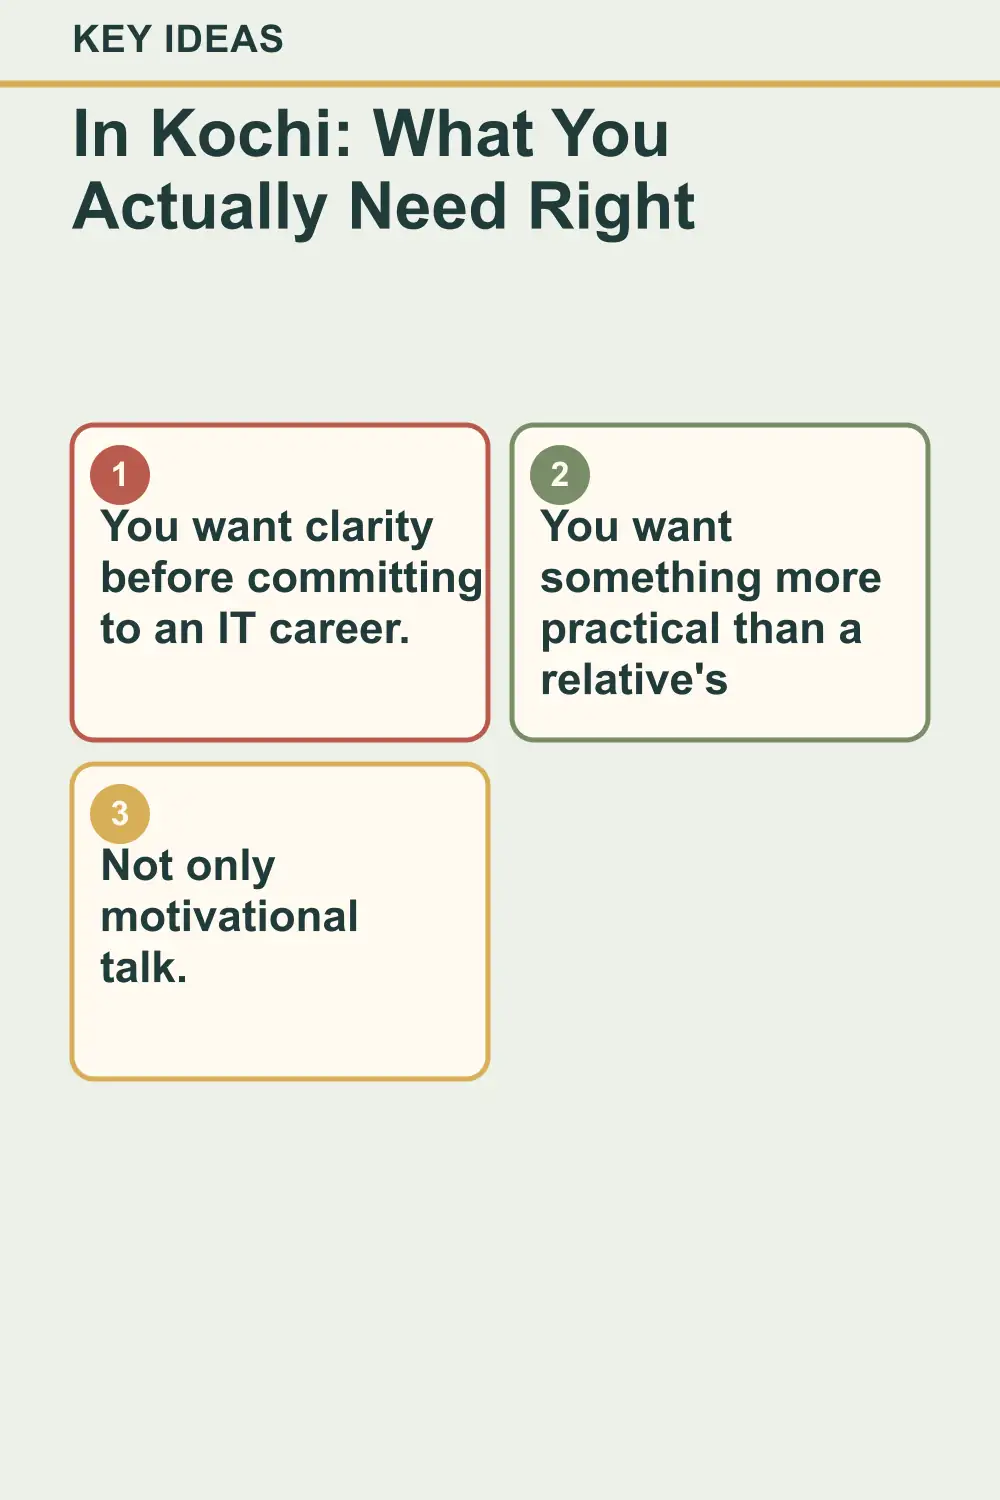 KEY IDEAS
In Kochi: What You
Actually Need Right
1
You want clarity
before committing
to an IT career.
2
You want
something more
practical than a
relative's
3
Not only
motivational
talk.